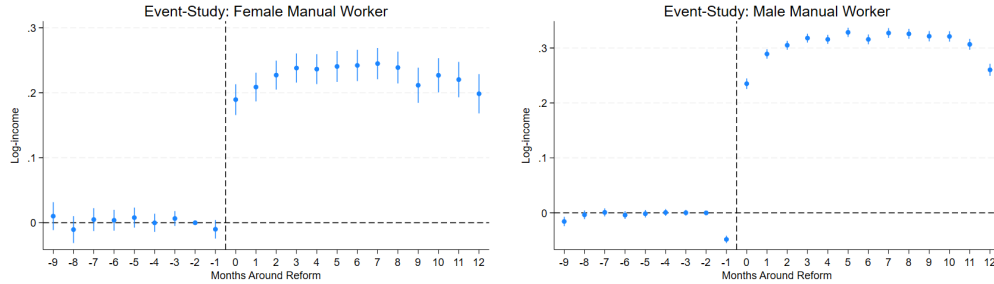 Event-Study: Female Manual Worker
.3
.2
.1
0
Log-income
-9 -8 -7 -6 -5 -4 -3 -2 -1 0 1 2 3 4 5 6 7 8 9 10 11 12
Months Around Reform
Event-Study: Male Manual Worker
.3
.2
.1
0
Log-income
-9 -8 -7 -6 -5 -4 -3 -2 -1 0 1 2 3 4 5 6 7 8 9 10 11 12
Months Around Reform